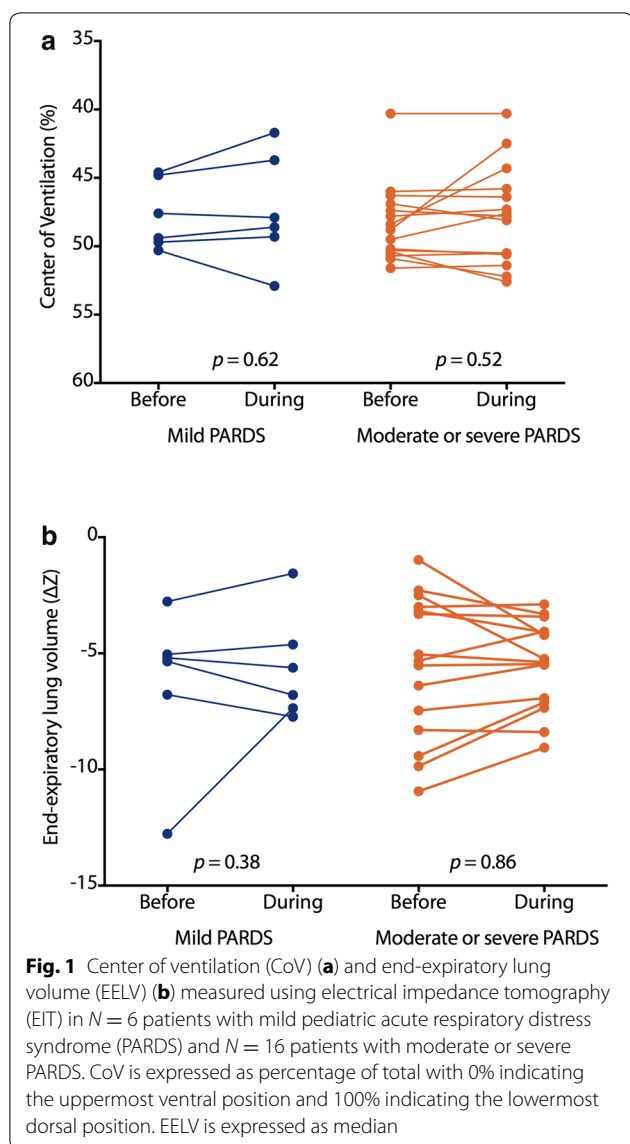 a
35
40
45
50
55
60
Center of Ventilation (%)
p = 0.62
p = 0.52
Before
During
Before
During
Mild PARDS
Moderate or severe PARDS
b
0
-5
-10
-15
End-expiratory lung volume (ΔZ)
p = 0.38
p = 0.86
Before
During
Before
During
Mild PARDS
Moderate or severe PARDS
Fig. 1 Center of ventilation (CoV) (a) and end-expiratory lung
volume (EELV) (b) measured using electrical impedance tomography
(EIT) in N = 6 patients with mild pediatric acute respiratory distress
syndrome (PARDS) and N = 16 patients with moderate or severe
PARDS. CoV is expressed as percentage of total with 0% indicating
the uppermost ventral position and 100% indicating the lowermost
dorsal position. EELV is expressed as median